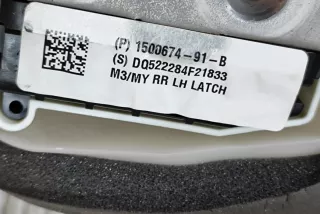 (P) 1500674-91-B
(S) DQ522284F21833
M3/MY RR LH LATCH